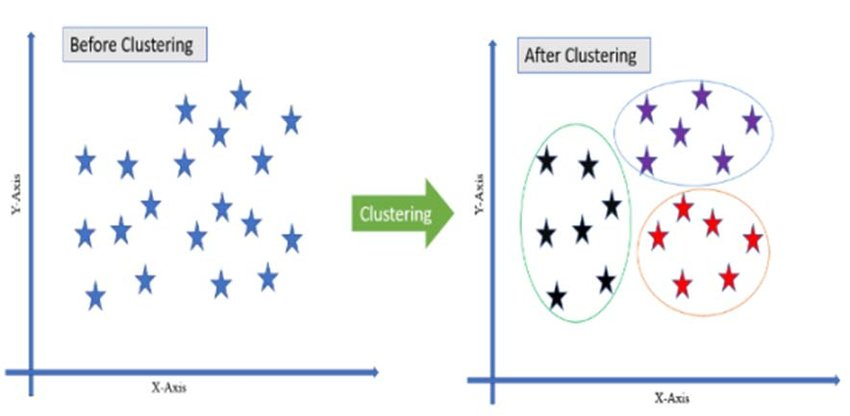 Before Clustering
Y-Axis
X-Axis
Clustering
After Clustering
Y-Axis
X-Axis